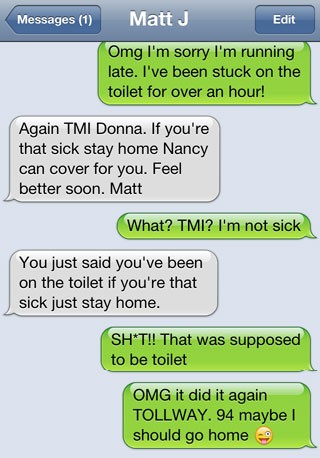 Messages (1)
Matt J
Edit
Omg I'm sorry I'm running
late. I've been stuck on the
toilet for over an hour!
Again TMI Donna. If you're
that sick stay home Nancy
can cover for you. Feel
better soon. Matt
What? TMI? I'm not sick
You just said you've been
on the toilet if you're that
sick just stay home.
SH*T!! That was supposed
to be toilet
OMG it did it again
TOLLWAY. 94 maybe I
should go home 😜